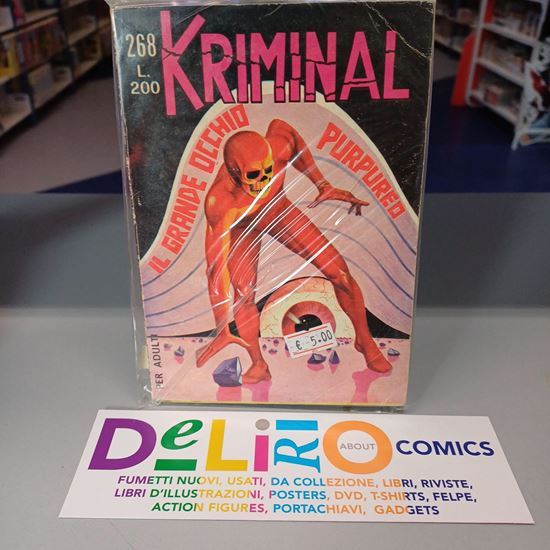 268
KRIMINAL
L.
200
IL GRANDE OCCHIO
PURPUREO
PER ADULTI
€ 5.00
DeLiRiO ABOUT COMICS
FUMETTI NUOVI, USATI, DA COLLEZIONE, LIBRI, RIVISTE,
LIBRI D'ILLUSTRAZIONI, POSTERS, DVD, T-SHIRTS, FELPE,
ACTION FIGURES, PORTACHIAVI, GADGETS